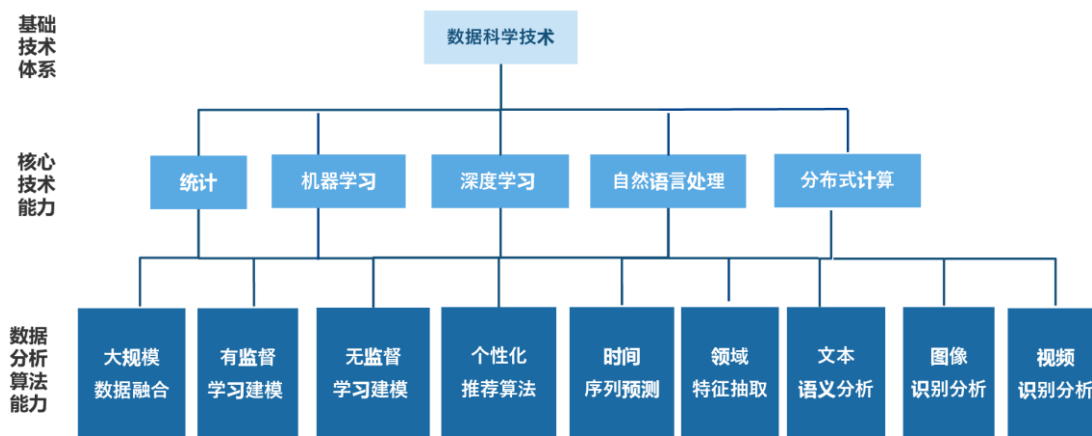 基础
技术
体系
数据科学技术
核心
技术
能力
统计
机器学习
深度学习
自然语言处理
分布式计算
数据
分析
算法
能力
大规模
数据融合
有监督
学习建模
无监督
学习建模
个性化
推荐算法
时间
序列预测
领域
特征抽取
文本
语义分析
图像
识别分析
视频
识别分析